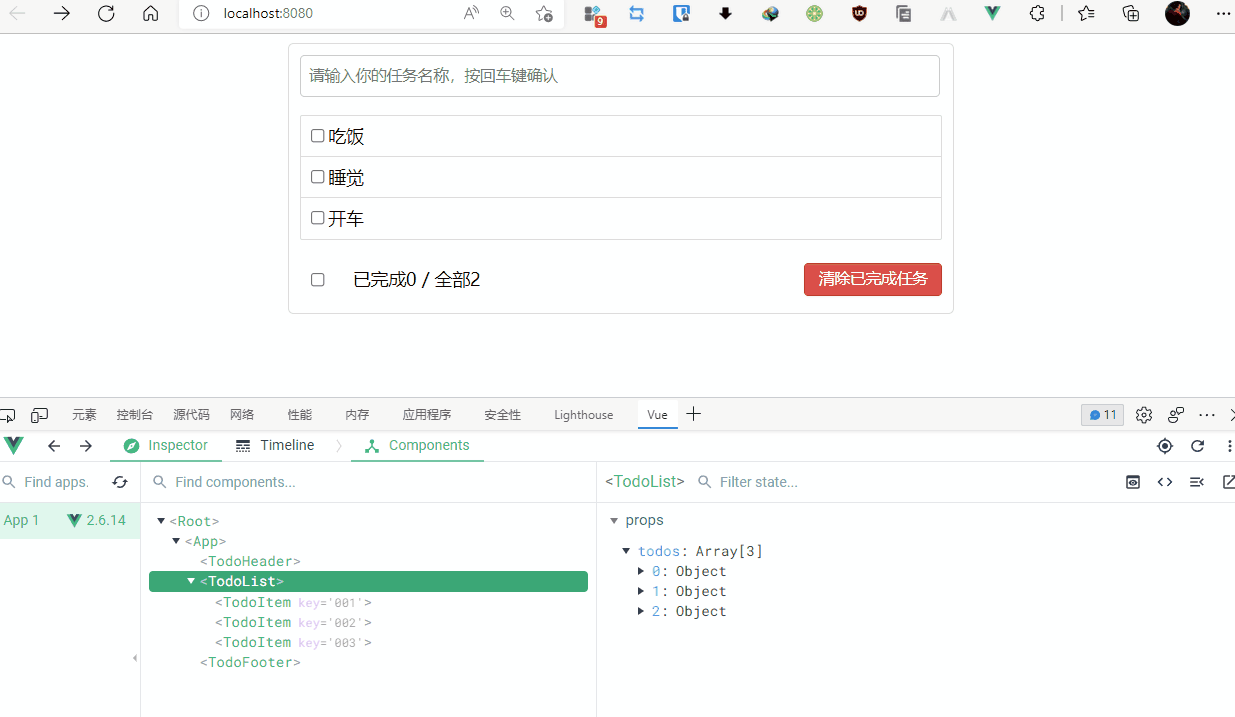 localhost:8080
9
请输入你的任务名称，按回车键确认
吃饭
睡觉
开车
已完成0 / 全部2
清除已完成任务
元素 控制台 源代码 网络 性能 内存 应用程序 安全性 Lighthouse Vue 11
Inspector Timeline Components
Find apps. Find components... <TodoList> Filter state...
App 1 2.6.14
<Root>
<App>
<TodoHeader>
<TodoList>
<TodoItem key='001'>
<TodoItem key='002'>
<TodoItem key='003'>
<TodoFooter>
props
todos: Array[3]
0: Object
1: Object
2: Object